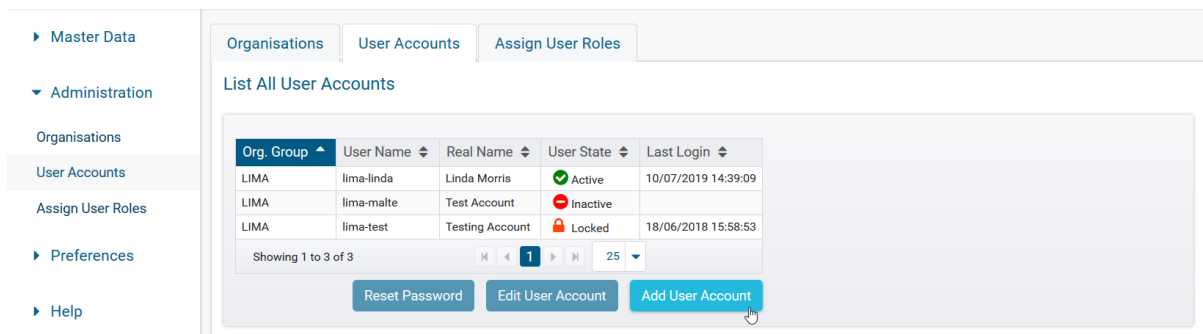 Master Data
Administration
Organisations
User Accounts
Assign User Roles
Preferences
Help
Organisations User Accounts Assign User Roles
List All User Accounts
Org. Group User Name Real Name User State Last Login
LIMA lima-linda Linda Morris Active 10/07/2019 14:39:09
LIMA lima-malte Test Account Inactive
LIMA lima-test Testing Account Locked 18/06/2018 15:58:53
Showing 1 to 3 of 3 1 25
Reset Password Edit User Account Add User Account